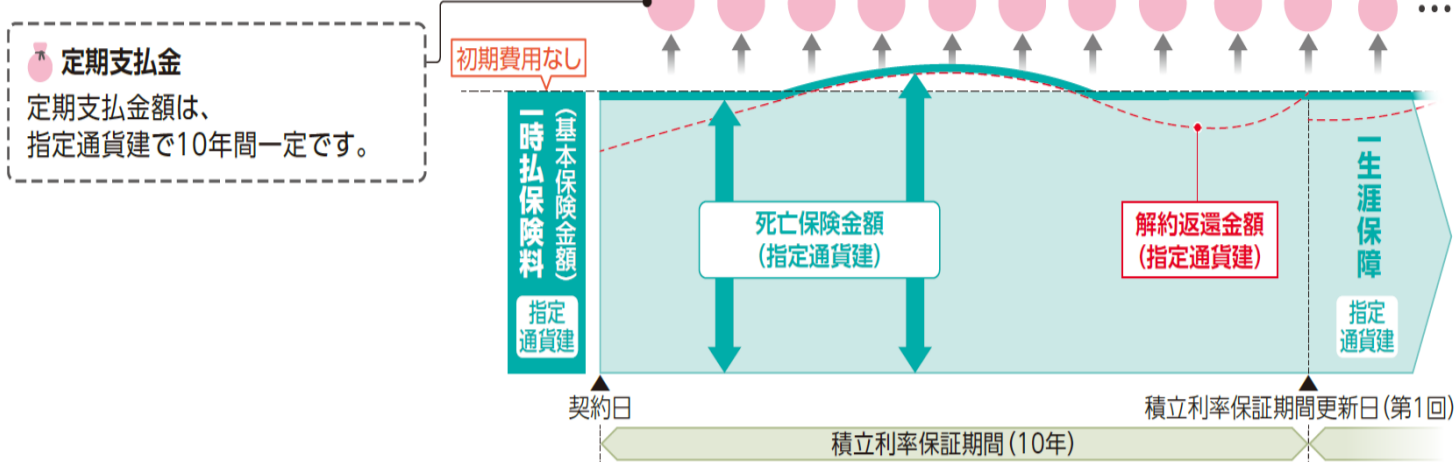 定期支払金
定期支払金額は、
指定通貨建で10年間一定です。
初期費用なし
…
一時払保険料
(基本保険金額)
指定
通貨建
死亡保険金額
(指定通貨建)
解約返還金額
(指定通貨建)
一生涯保障
指定
通貨建
契約日
積立利率保証期間更新日(第1回)
積立利率保証期間(10年)